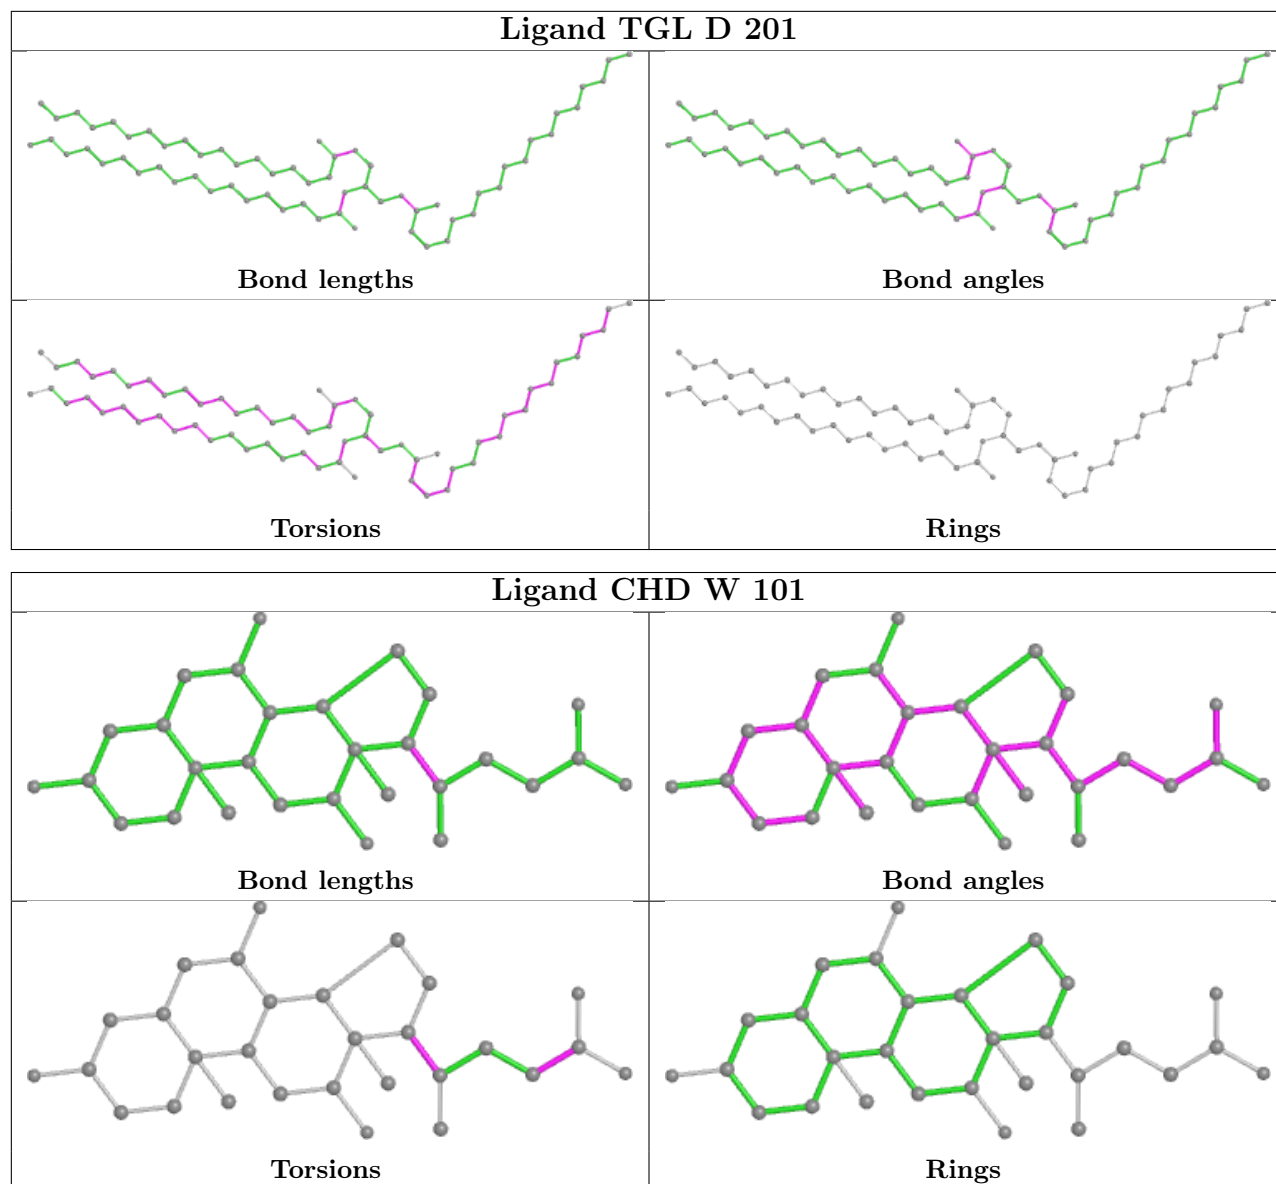 Ligand TGL D 201
Bond lengths
Bond angles
Torsions
Rings
Ligand CHD W 101
Bond lengths
Bond angles
Torsions
Rings